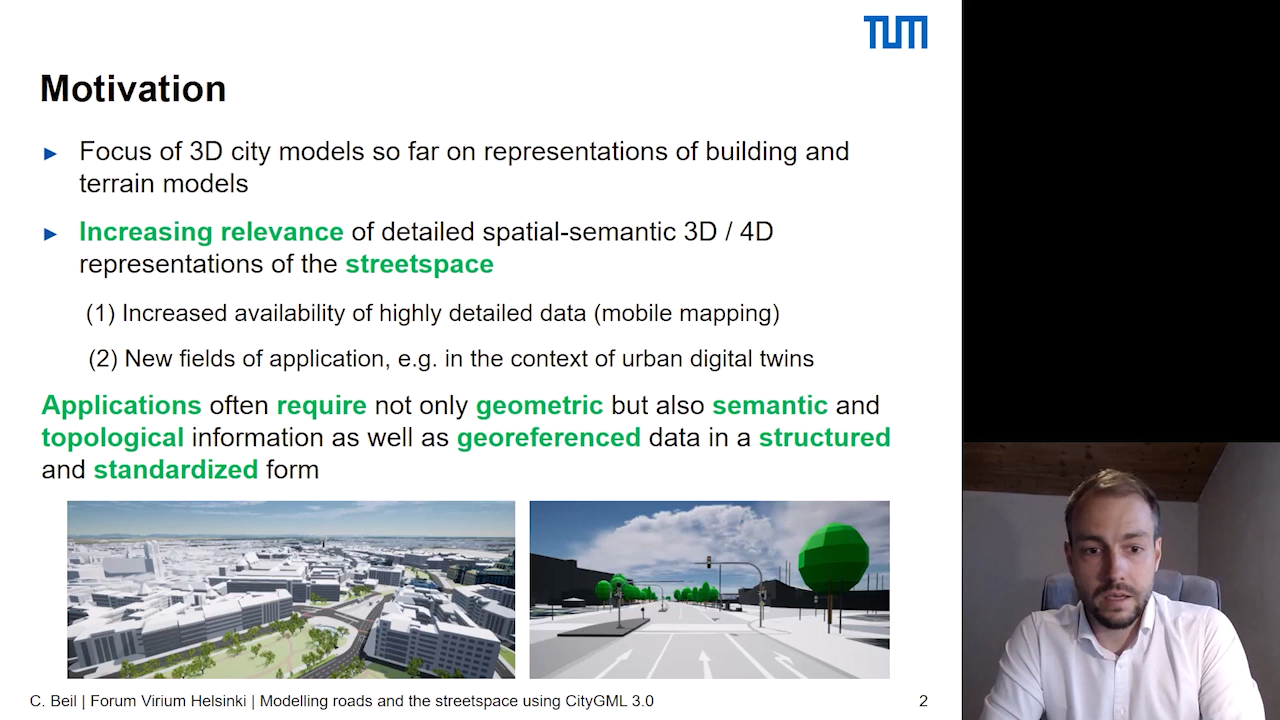 TUM
Motivation
► Focus of 3D city models so far on representations of building and
terrain models
► Increasing relevance of detailed spatial-semantic 3D / 4D
representations of the streetspace
(1) Increased availability of highly detailed data (mobile mapping)
(2) New fields of application, e.g. in the context of urban digital twins
Applications often require not only geometric but also semantic and
topological information as well as georeferenced data in a structured
and standardized form
C. Beil | Forum Virium Helsinki | Modelling roads and the streetspace using CityGML 3.0
2